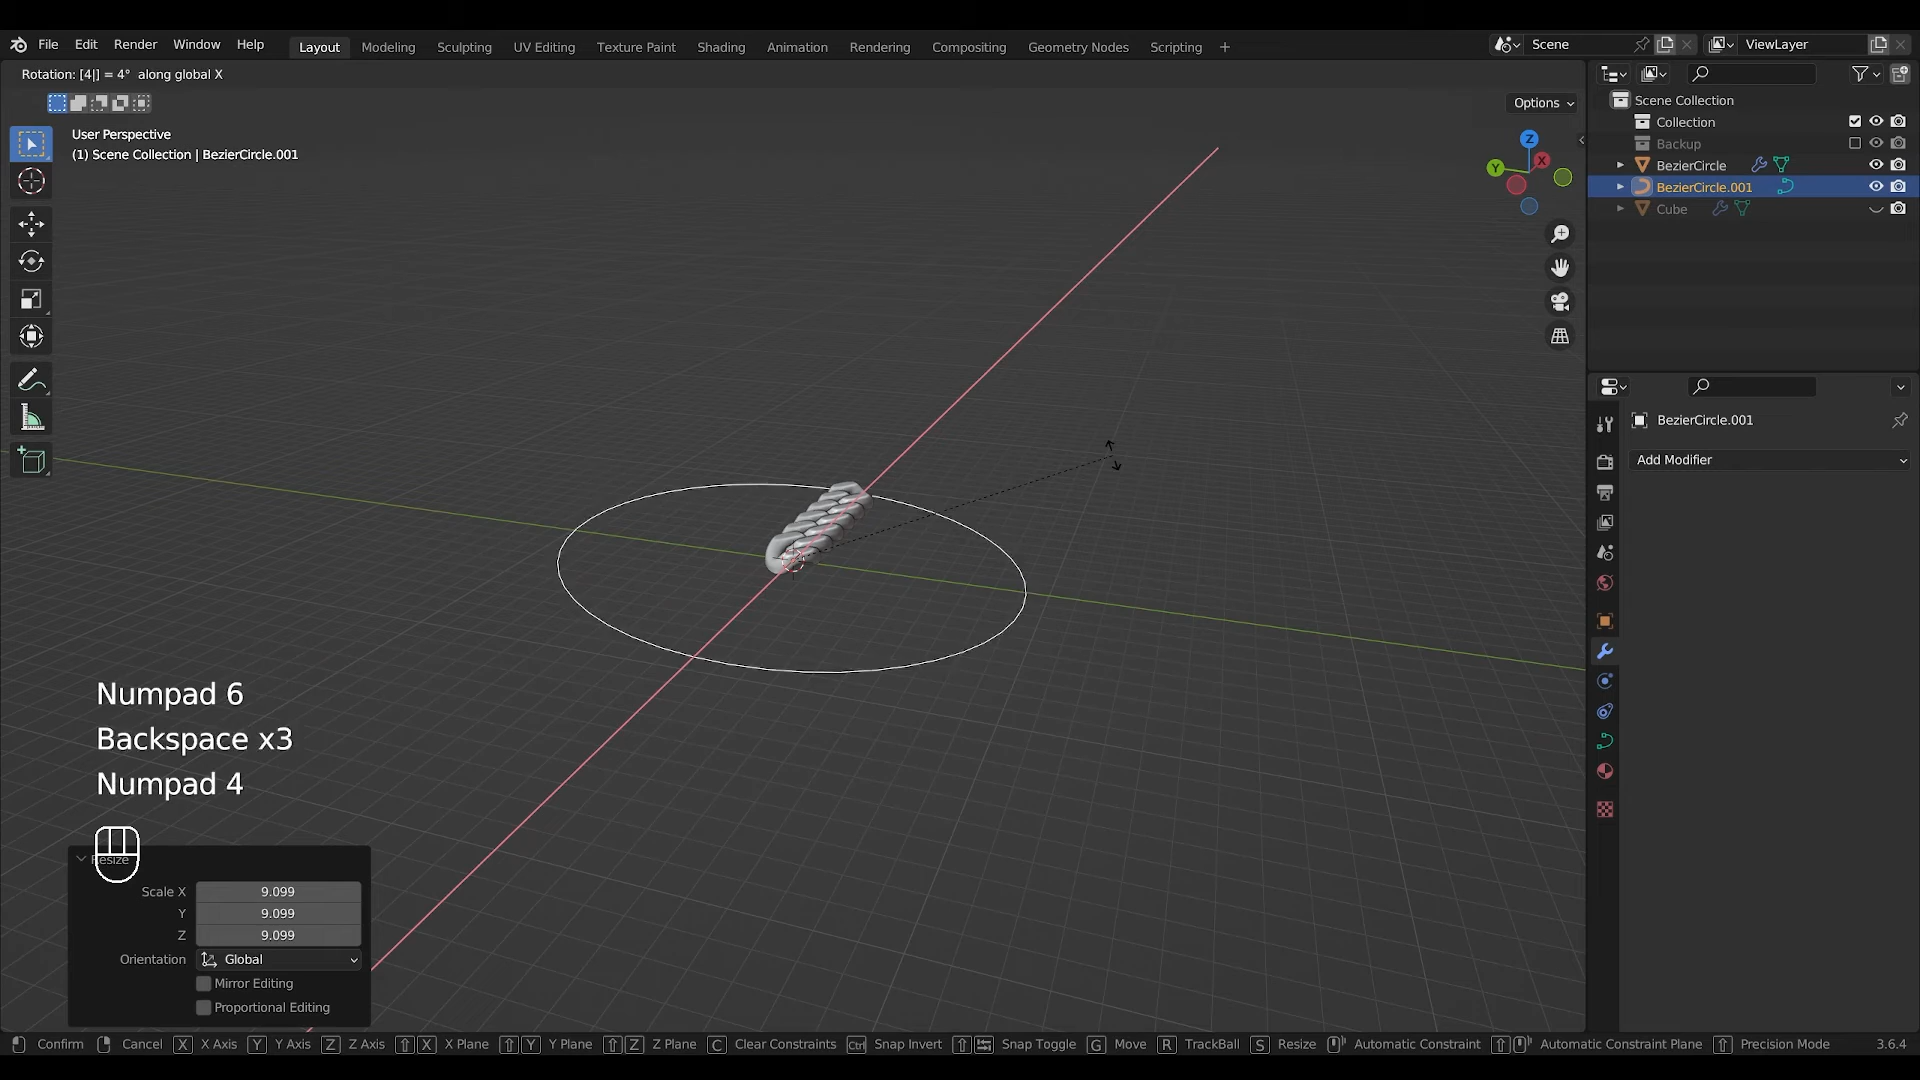 File Edit Render Window Help Layout Modeling Sculpting UV Editing Texture Paint Shading Animation Rendering Compositing Geometry Nodes Scripting + Scene ViewLayer
Rotation: [4|] = 4° along global X
Options
User Perspective
(1) Scene Collection | BezierCircle.001
Z
X
Y
Scene Collection
Collection
Backup
BezierCircle
BezierCircle.001
Cube
BezierCircle.001
Add Modifier
Numpad 6
Backspace x3
Numpad 4
Resize
Scale X 9.099
Y 9.099
Z 9.099
Orientation Global
Mirror Editing
Proportional Editing
Confirm Cancel X X Axis Y Y Axis Z Z Axis X X Plane Y Y Plane Z Z Plane C Clear Constraints Ctrl Snap Invert Snap Toggle G Move R TrackBall S Resize Automatic Constraint Automatic Constraint Plane Precision Mode 3.6.4